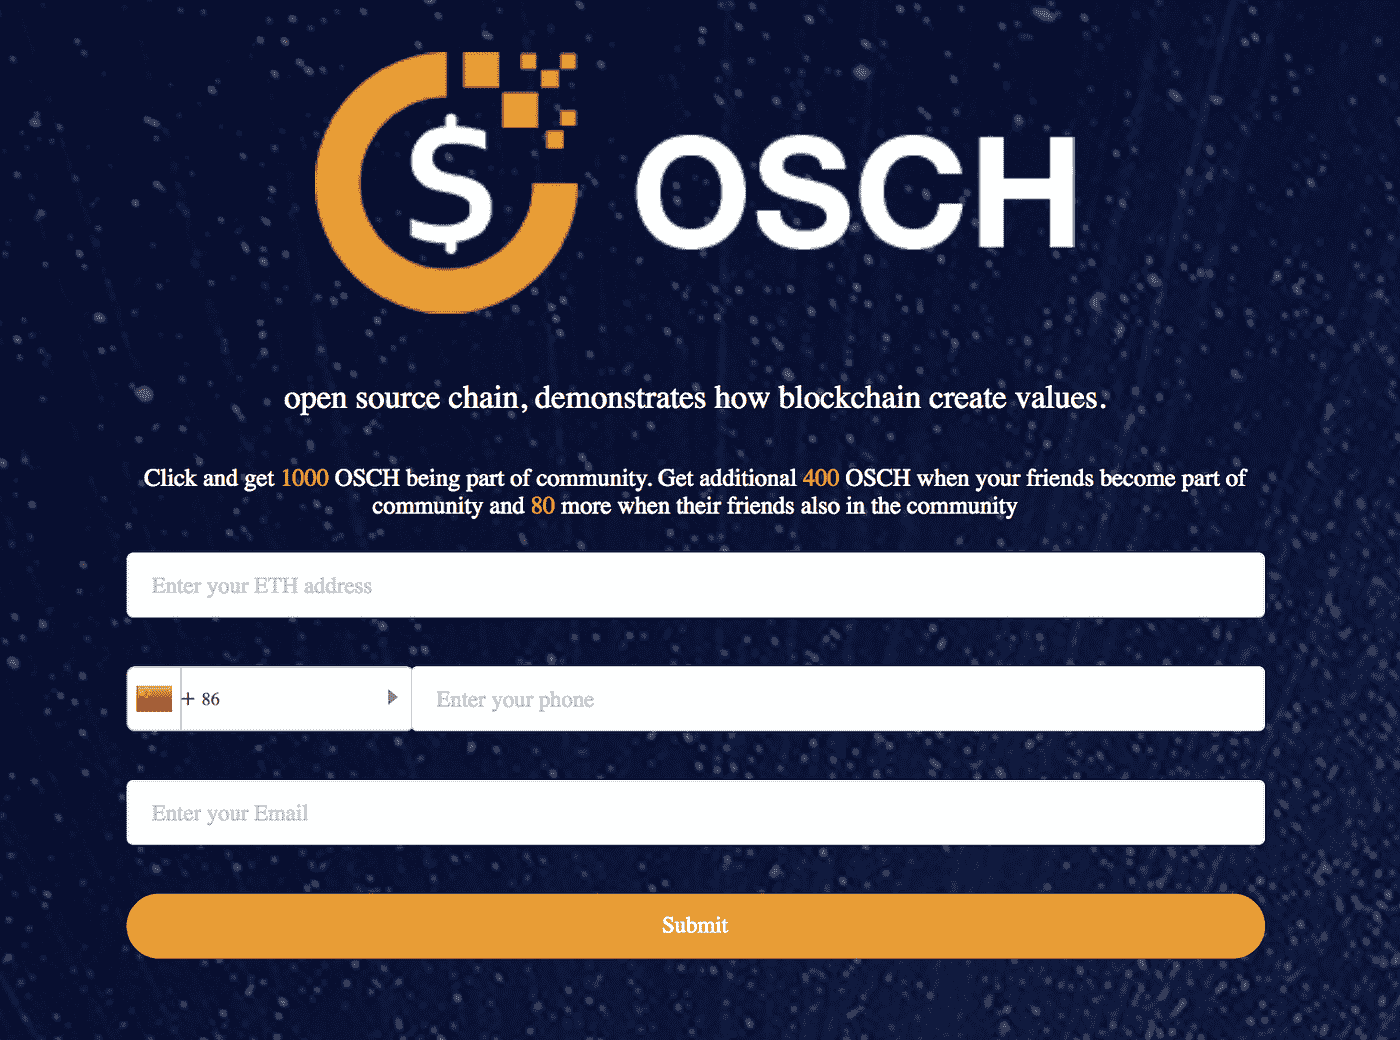 $ OSCH
open source chain, demonstrates how blockchain create values.
Click and get 1000 OSCH being part of community. Get additional 400 OSCH when your friends become part of
community and 80 more when their friends also in the community
Enter your ETH address
+ 86 Enter your phone
Enter your Email
Submit